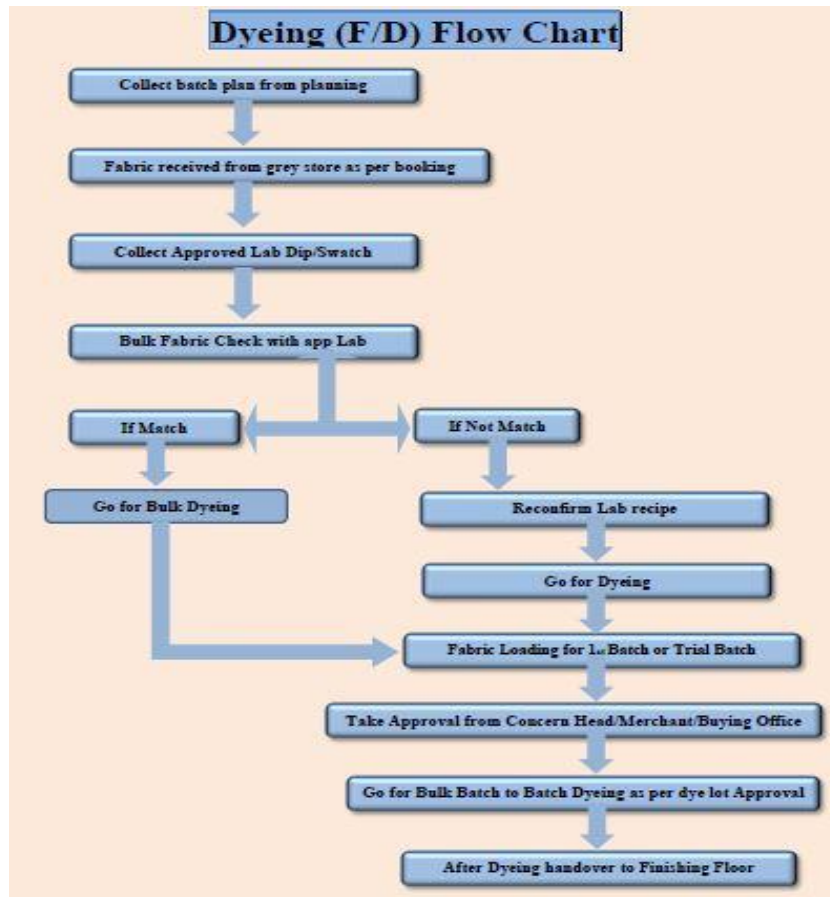 Dyeing (F/D) Flow Chart
Collect batch plan from planning
Fabric received from grey store as per booking
Collect Approved Lab Dip/Swatch
Bulk Fabric Check with app Lab
If Match
If Not Match
Go for Bulk Dyeing
Reconfirm Lab recipe
Go for Dyeing
Fabric Loading for 1st Batch or Trial Batch
Take Approval from Concern Head/Merchant/Buying Office
Go for Bulk Batch to Batch Dyeing as per dye lot Approval
After Dyeing handover to Finishing Floor